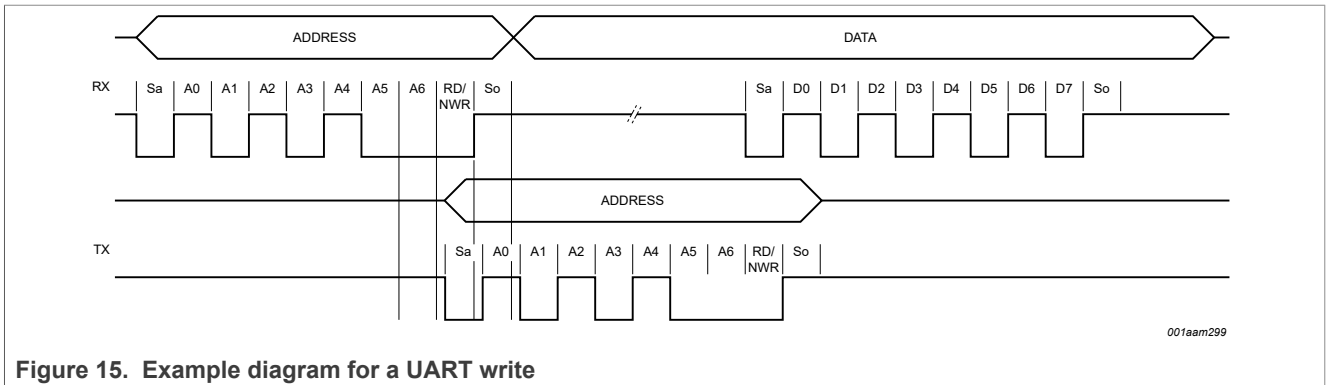 ADDRESS DATA
RX Sa A0 A1 A2 A3 A4 A5 A6 RD/ So Sa D0 D1 D2 D3 D4 D5 D6 D7 So
NWR
ADDRESS
TX Sa A0 A1 A2 A3 A4 A5 A6 RD/ So
NWR
001aam299
Figure 15. Example diagram for a UART write